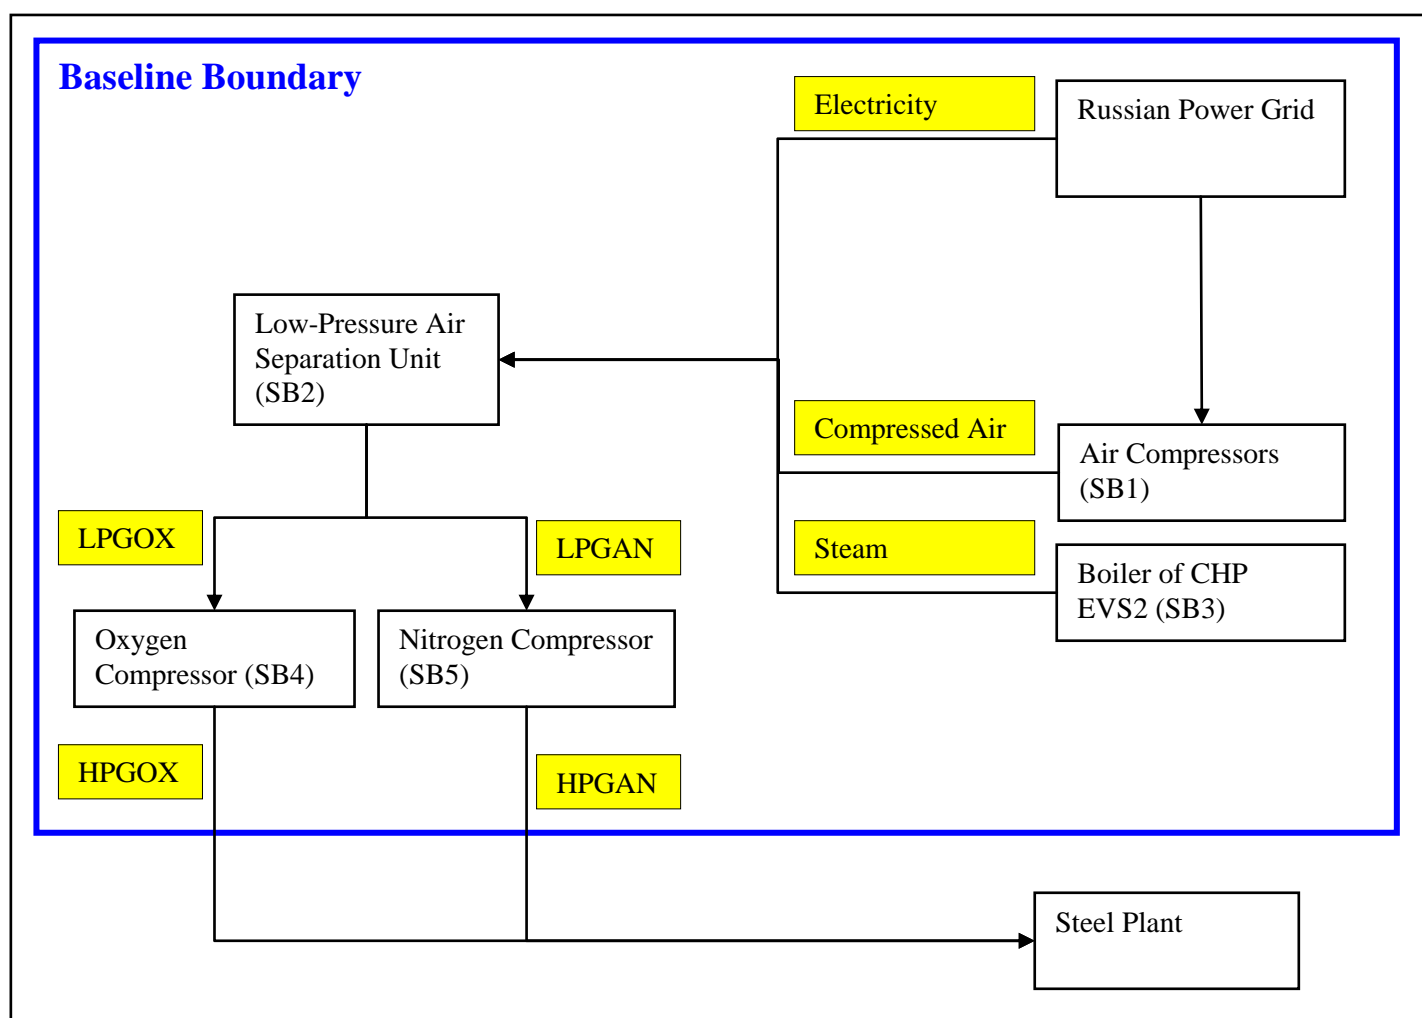 Baseline Boundary
Electricity
Russian Power Grid
Low-Pressure Air
Separation Unit
(SB2)
Compressed Air
Air Compressors
(SB1)
LPGOX
LPGAN
Steam
Boiler of CHP
EVS2 (SB3)
Oxygen
Compressor (SB4)
Nitrogen Compressor
(SB5)
HPGOX
HPGAN
Steel Plant